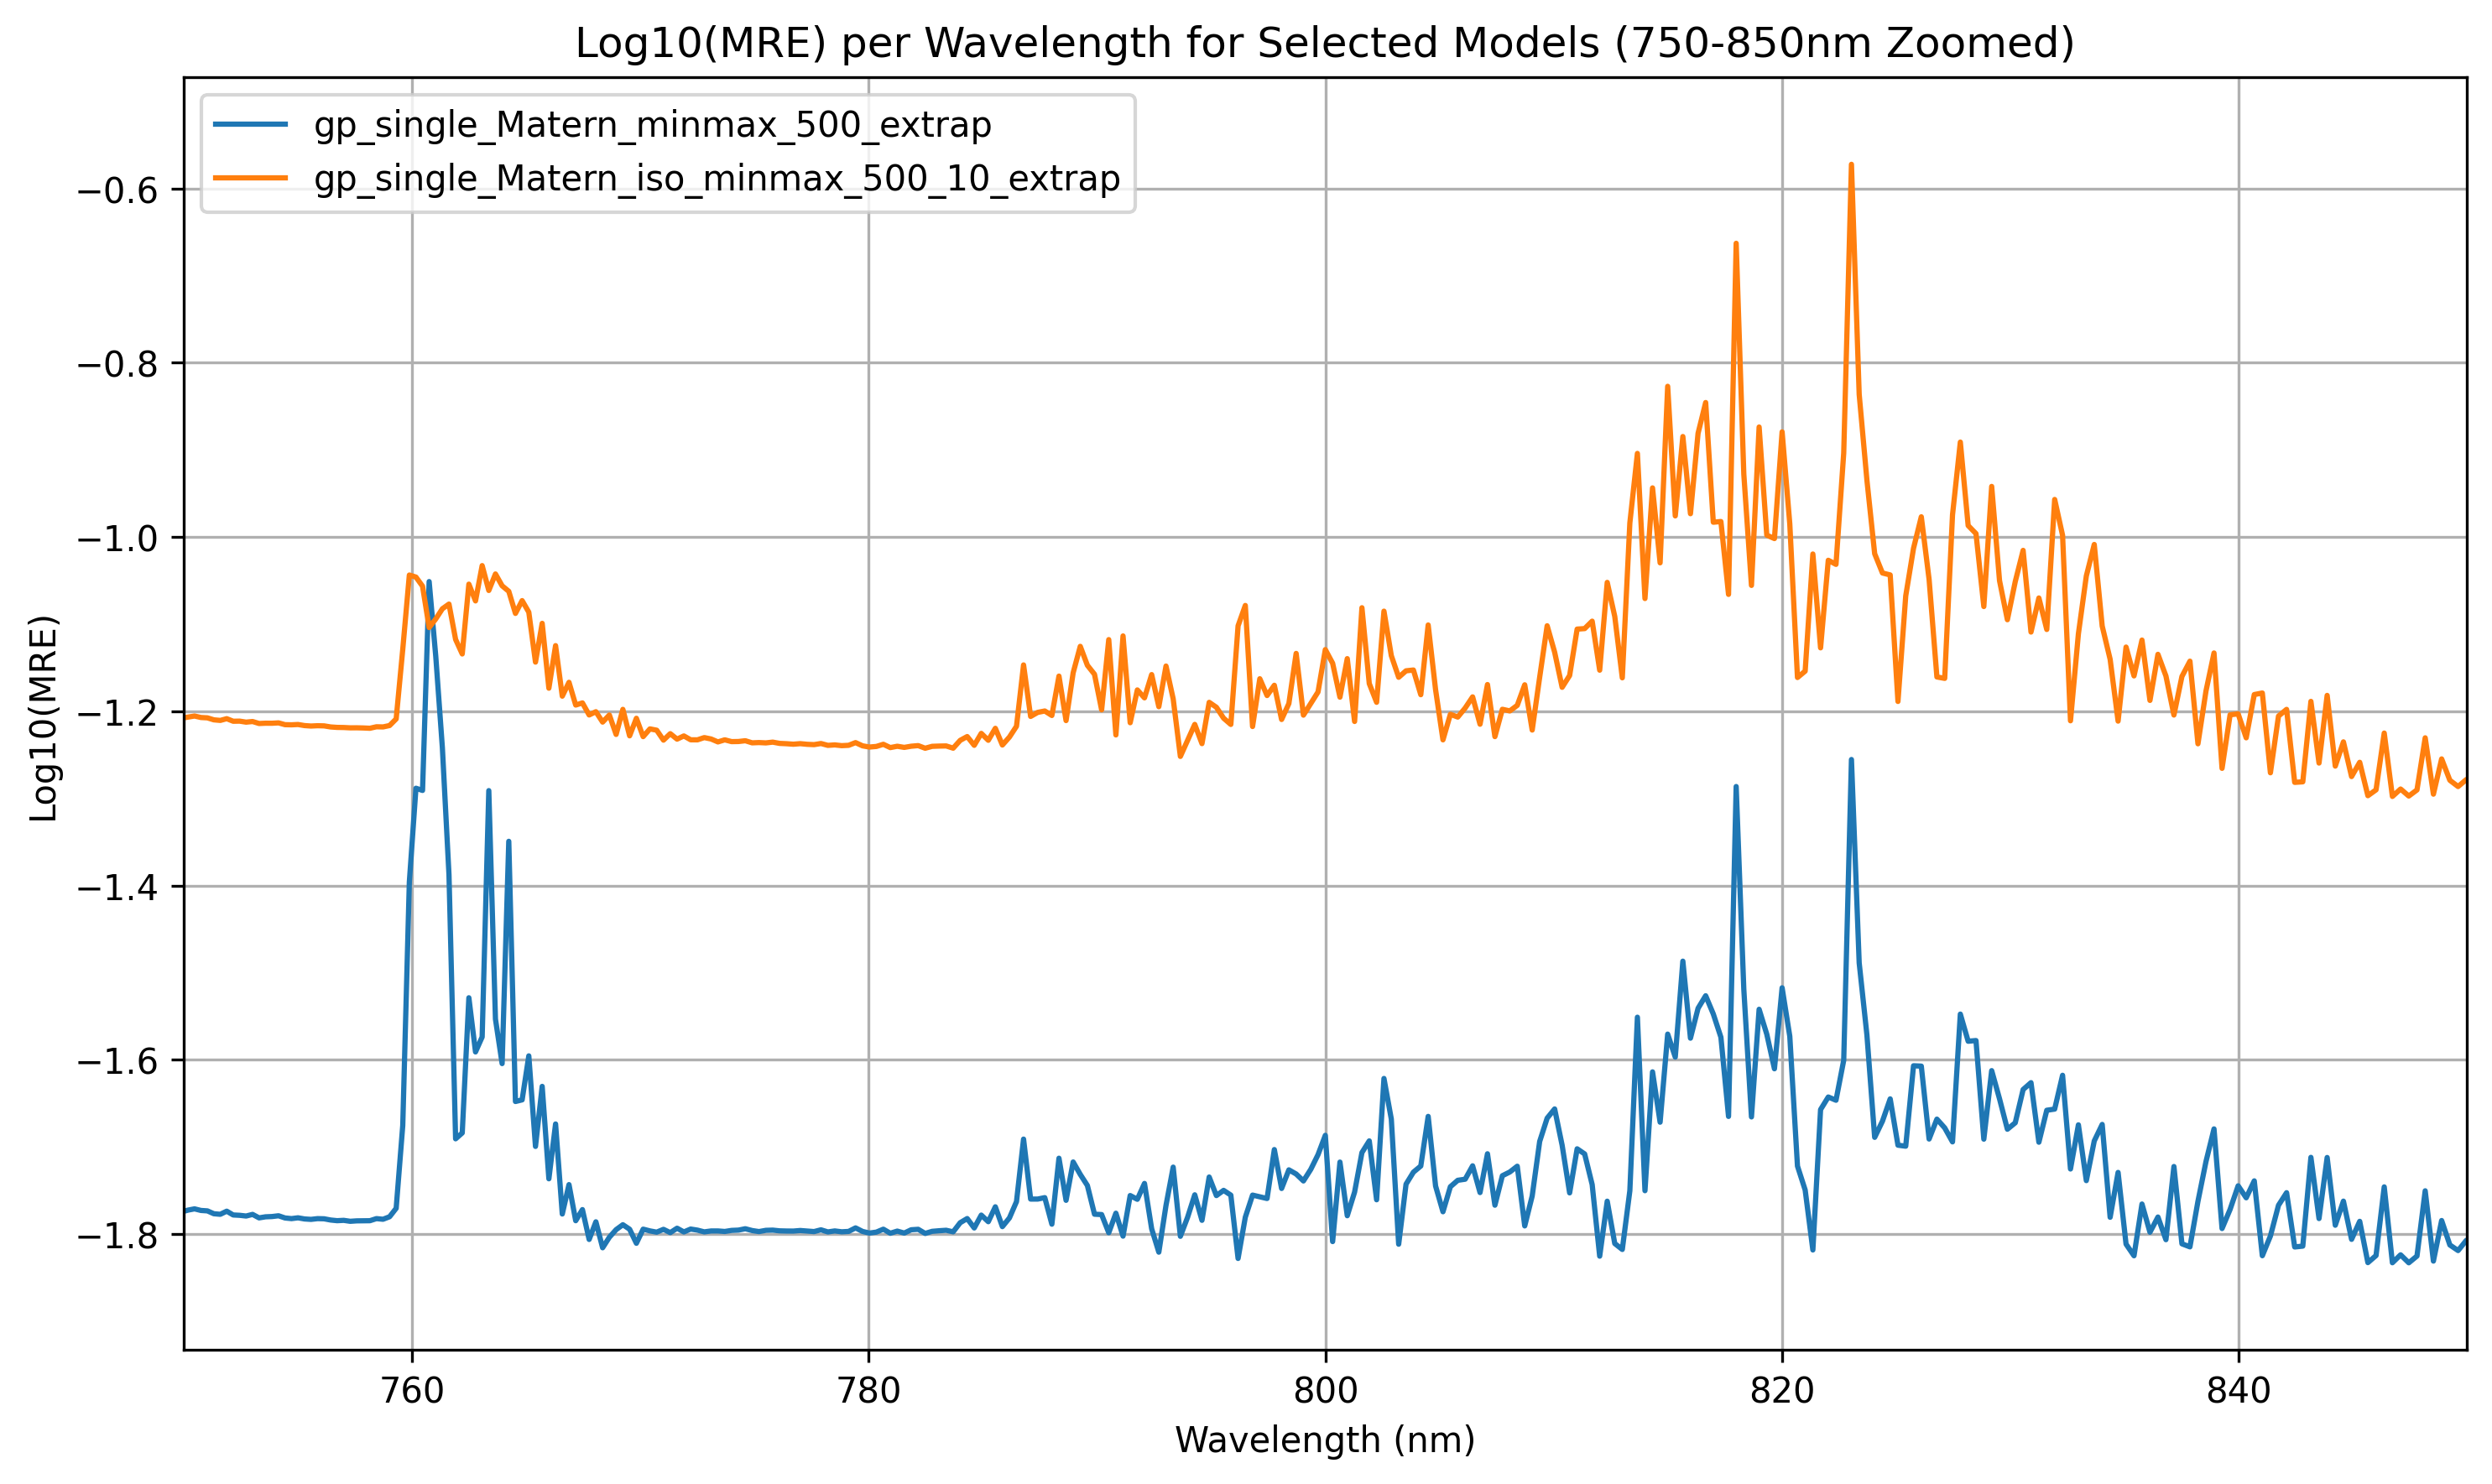 Log10(MRE) per Wavelength for Selected Models (750-850nm Zoomed)
gp_single_Matern_minmax_500_extrap
gp_single_Matern_iso_minmax_500_10_extrap
−0.6
−0.8
−1.0
−1.2
−1.4
−1.6
−1.8
Log10(MRE)
760 780 800 820 840
Wavelength (nm)